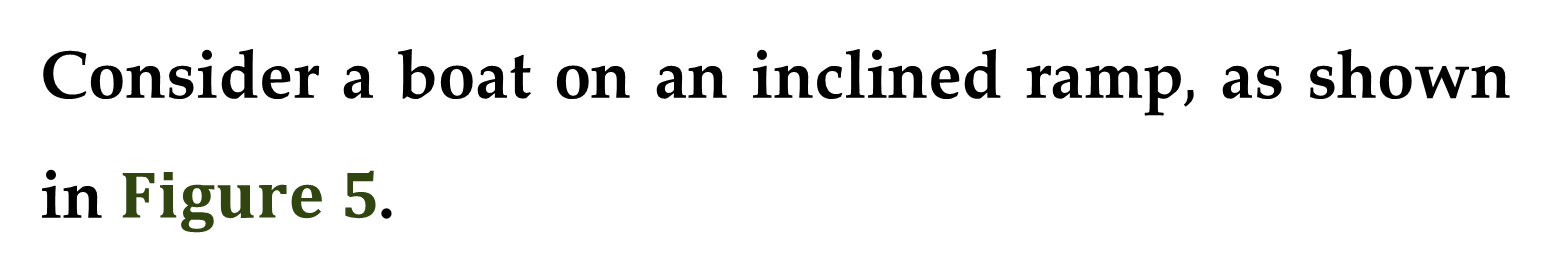 Consider a boat on an inclined ramp, as shown
in Figure 5.